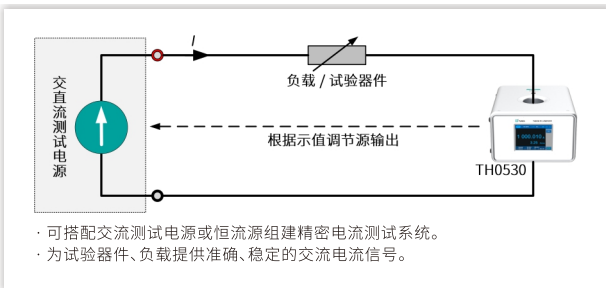 I
交直流测试电源
负载 / 试验器件
根据示值调节源输出
1 000.010
TH0530
· 可搭配交流测试电源或恒流源组建精密电流测试系统。
· 为试验器件、负载提供准确、稳定的交流电流信号。